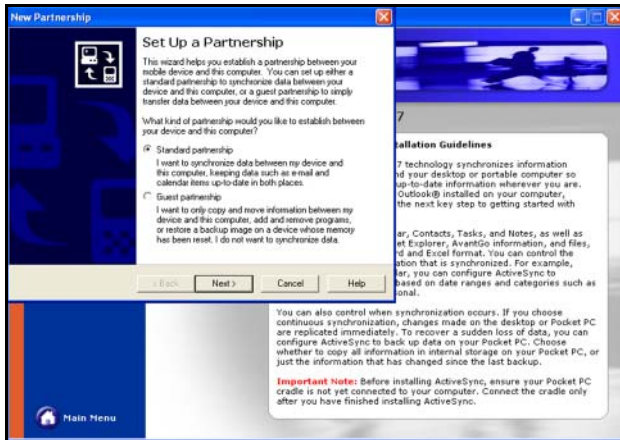 New Partnership
Set Up a Partnership
This wizard helps you establish a partnership between your
mobile device and this computer. You can set up either a
standard partnership to synchronize data between your
device and this computer, or a guest partnership to simply
transfer data between your device and this computer.
What kind of partnership would you like to establish between
your device and this computer?
Standard partnership
I want to synchronize data between my device and
this computer, keeping data such as e-mail and
calendar items up-to-date in both places.
Guest partnership
I want to only copy and move information between my
device and this computer, add and remove programs,
or restore a backup image on a device whose memory
has been reset. I do not want to synchronize data.
< Back
Next >
Cancel
Help
7
Guidelines
7 technology synchronizes information
your desktop or portable computer so
up-to-date information wherever you are.
Outlook® installed on your computer,
the next key step to getting started with
Contacts, Tasks, and Notes, as well as
Explorer, AvantGo information, and files,
and Excel format. You can control the
that is synchronized. For example,
you can configure ActiveSync to
based on date ranges and categories such as
You can also control when synchronization occurs. If you choose
continuous synchronization, changes made on the desktop or Pocket PC
are replicated immediately. To recover a sudden loss of data, you can
configure ActiveSync to back up data on your Pocket PC. Choose
whether to copy all information in internal storage on your Pocket PC, or
just the information that has changed since the last backup.
Important Note: Before installing ActiveSync, ensure your Pocket PC
cradle is not yet connected to your computer. Connect the cradle only
after you have finished installing ActiveSync.
Main Menu